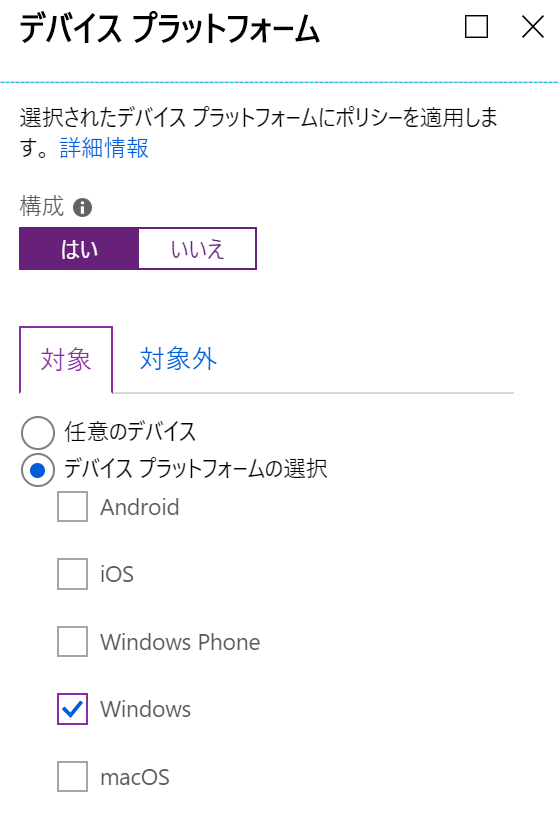 デバイス プラットフォーム
選択されたデバイス プラットフォームにポリシーを適用しま
す。詳細情報
構成
はい いいえ
対象 対象外
任意のデバイス
デバイス プラットフォームの選択
Android
iOS
Windows Phone
Windows
macOS